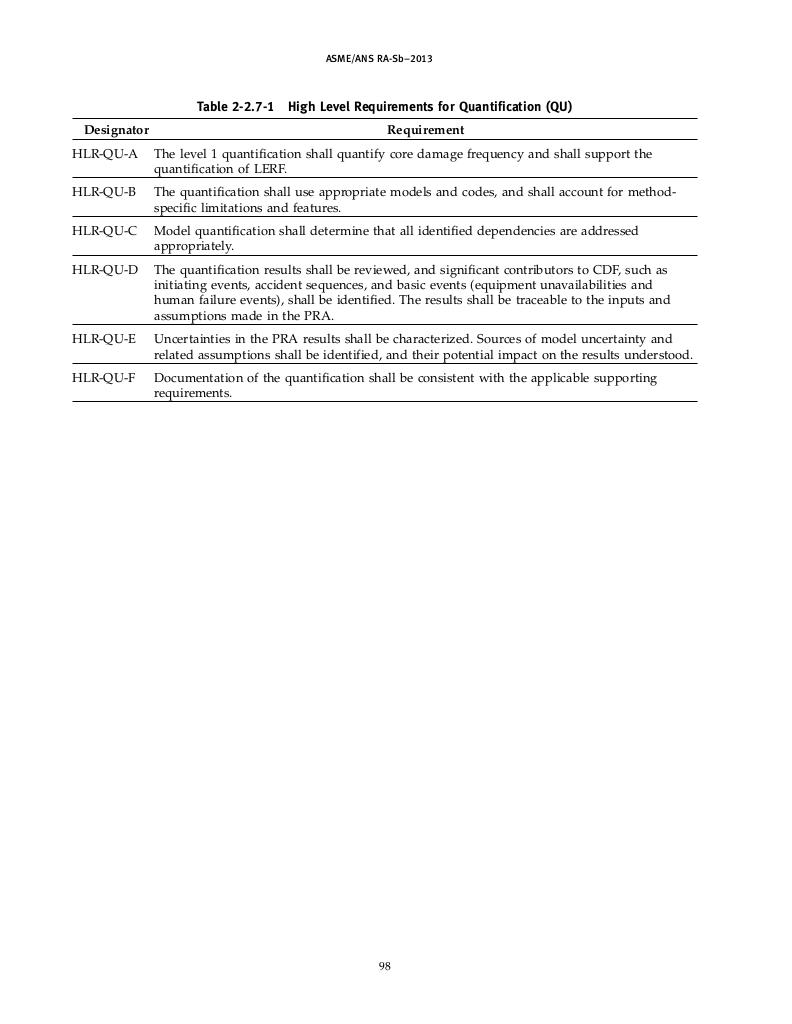 ASME/ANS RA-Sb–2013
Table 2-2.7-1 High Level Requirements for Quantification (QU)
Designator Requirement
HLR-QU-A The level 1 quantification shall quantify core damage frequency and shall support the
quantification of LERF.
HLR-QU-B The quantification shall use appropriate models and codes, and shall account for method-
specific limitations and features.
HLR-QU-C Model quantification shall determine that all identified dependencies are addressed
appropriately.
HLR-QU-D The quantification results shall be reviewed, and significant contributors to CDF, such as
initiating events, accident sequences, and basic events (equipment unavailabilities and
human failure events), shall be identified. The results shall be traceable to the inputs and
assumptions made in the PRA.
HLR-QU-E Uncertainties in the PRA results shall be characterized. Sources of model uncertainty and
related assumptions shall be identified, and their potential impact on the results understood.
HLR-QU-F Documentation of the quantification shall be consistent with the applicable supporting
requirements.
98